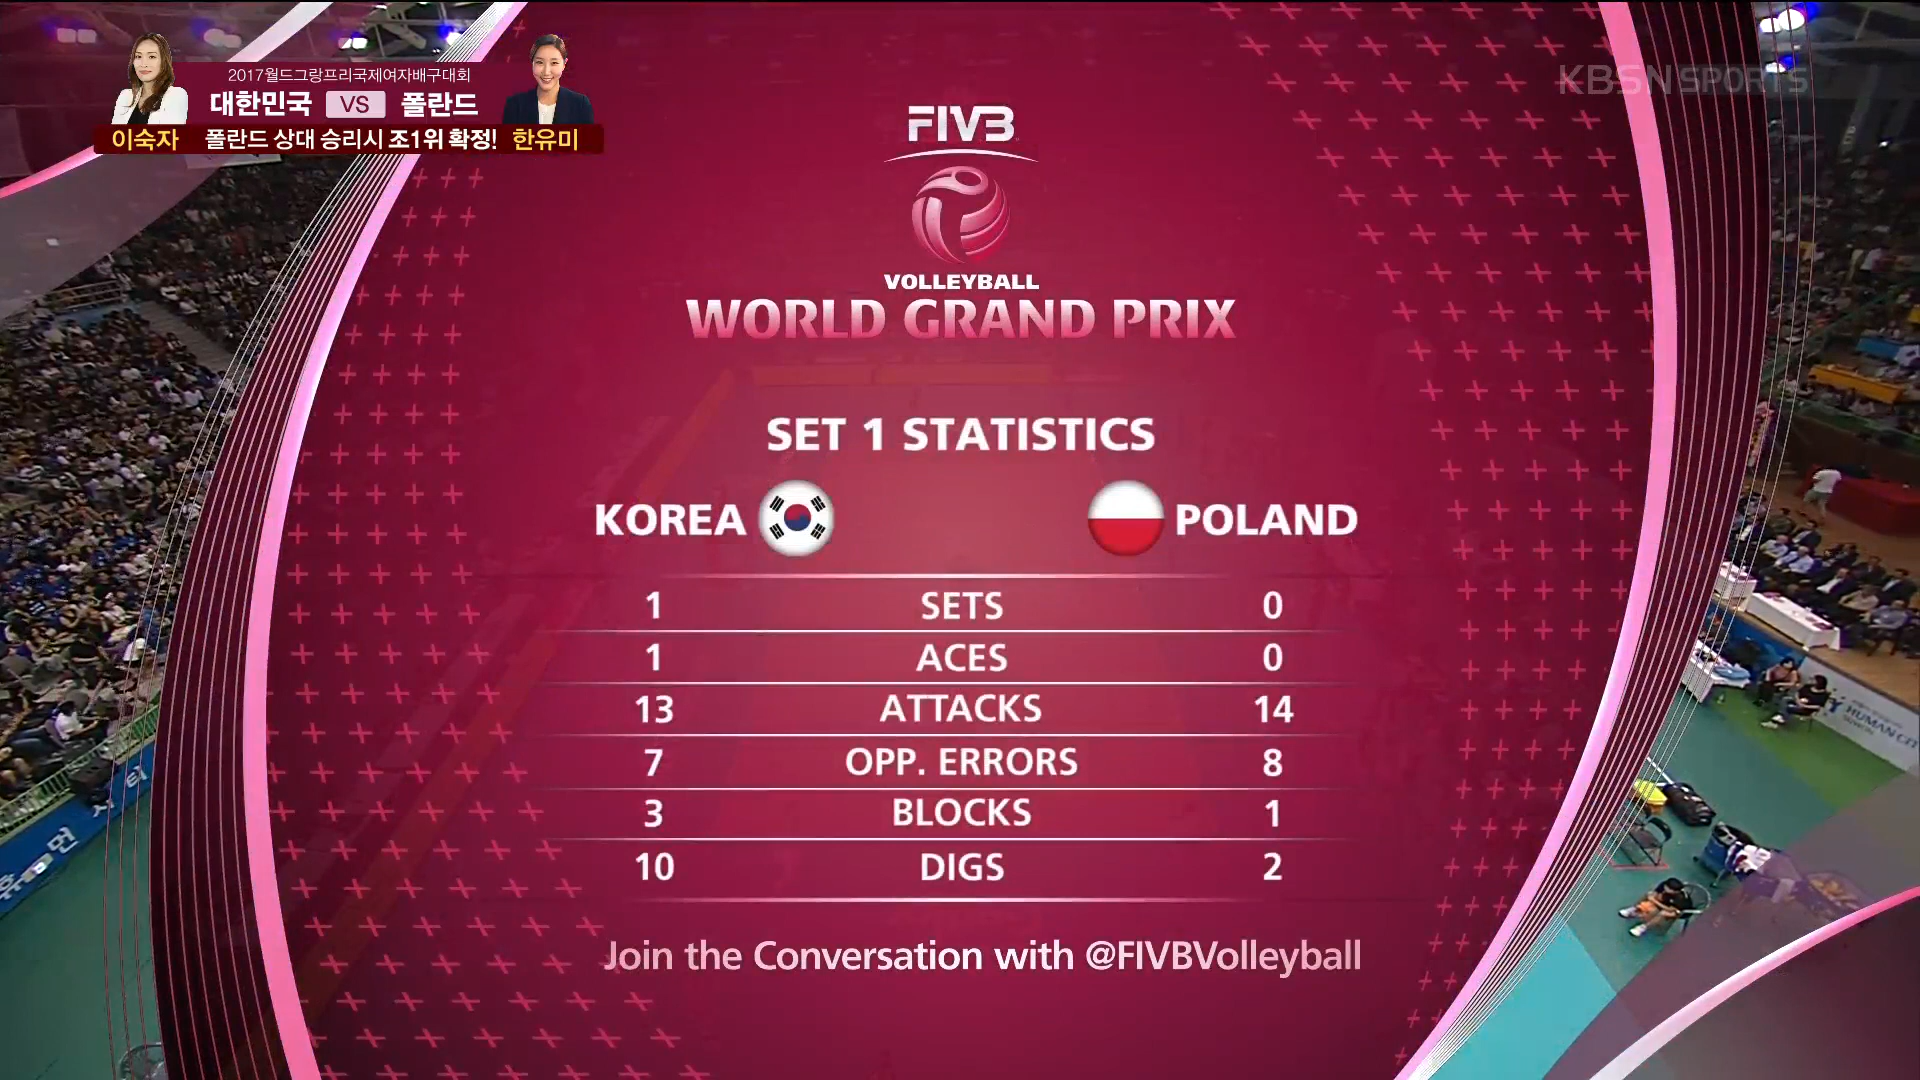 2017월드그랑프리국제여자배구대회
대한민국 VS 폴란드
이숙자 폴란드 상대 승리시 조1위 확정! 한유미
KBSN SPORTS
FIVB
VOLLEYBALL
WORLD GRAND PRIX
SET 1 STATISTICS
KOREA POLAND
1 SETS 0
1 ACES 0
13 ATTACKS 14
7 OPP. ERRORS 8
3 BLOCKS 1
10 DIGS 2
Join the Conversation with @FIVBVolleyball
HUMAN CITY